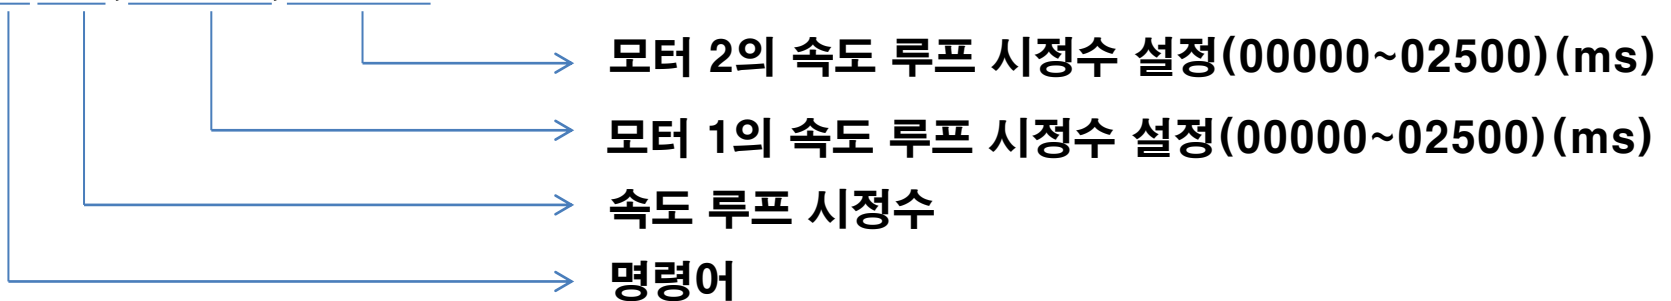 모터 2의 속도 루프 시정수 설정(00000~02500)(ms)
모터 1의 속도 루프 시정수 설정(00000~02500)(ms)
속도 루프 시정수
명령어